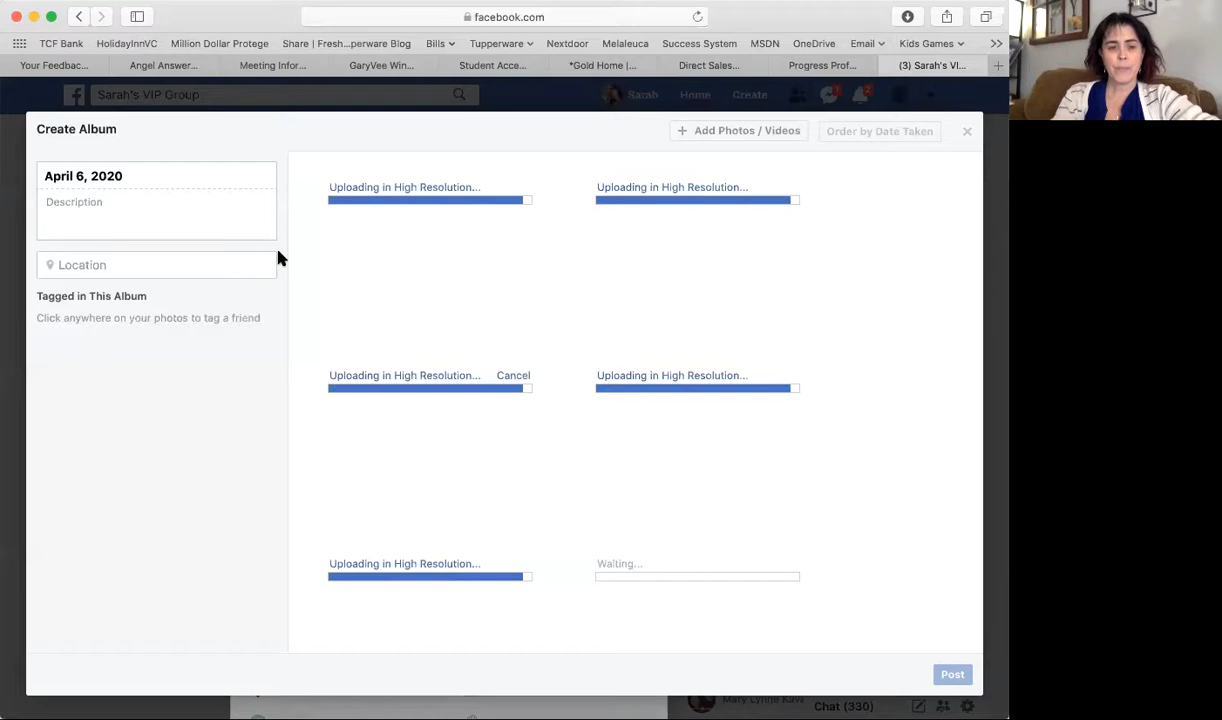 facebook.com
TCF Bank HolidayInnVC Million Dollar Protege Share | Fresh...perware Blog Bills Tupperware Nextdoor Melaleuca Success System MSDN OneDrive Email Kids Games
Your Feedbac... Angel Answer... Meeting Infor... GaryVee Win... Student Acce... *Gold Home |... Direct Sales... Progress Prof... (3) Sarah's VI...
Sarah's VIP Group Sarah Home Create
Create Album + Add Photos / Videos Order by Date Taken
April 6, 2020
Description
Location
Tagged in This Album
Click anywhere on your photos to tag a friend
Uploading in High Resolution... Uploading in High Resolution...
Uploading in High Resolution... Cancel Uploading in High Resolution...
Uploading in High Resolution... Waiting...
Post
Mary Lynne Kava
Chat (330)